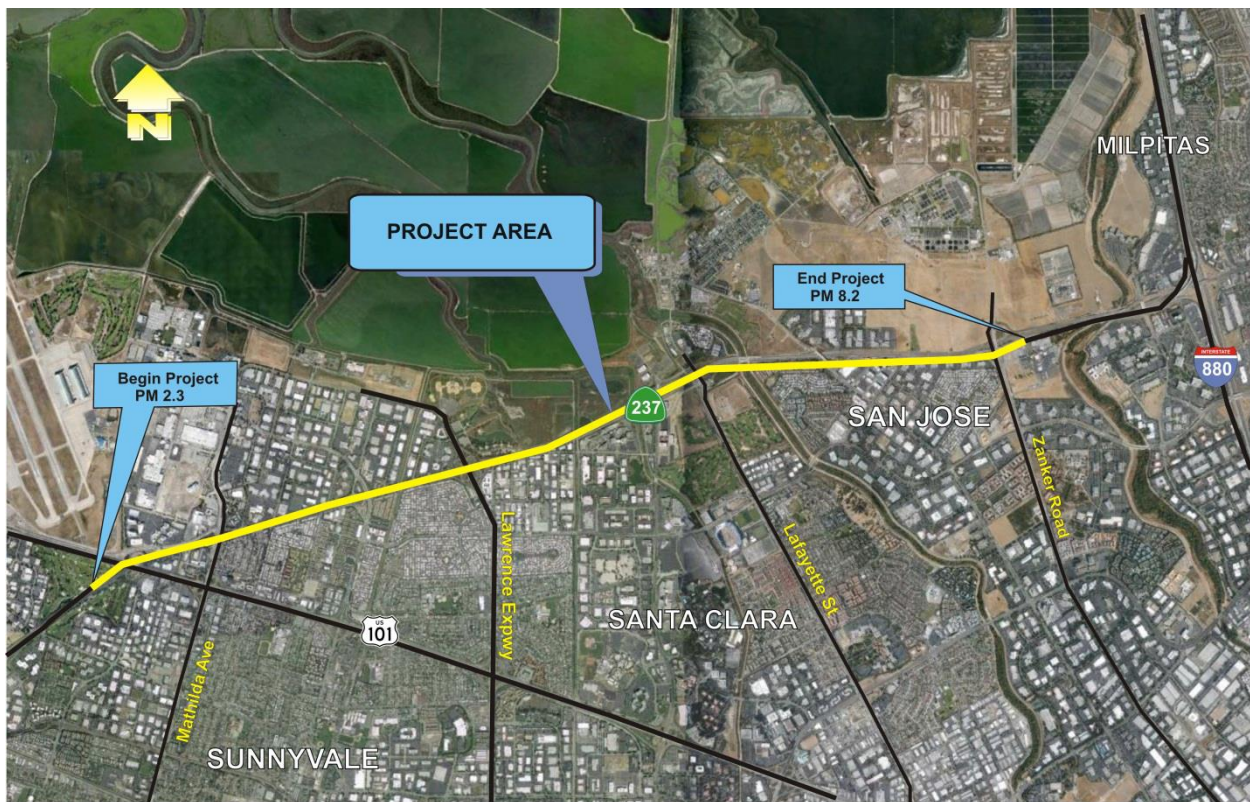 N
MILPITAS
PROJECT AREA
End Project
PM 8.2
Begin Project
PM 2.3
INTERSTATE
880
237
SAN JOSE
Zanker Road
Lawrence Expwy
Lafayette St
SANTA CLARA
US
101
Mathilda Ave
SUNNYVALE